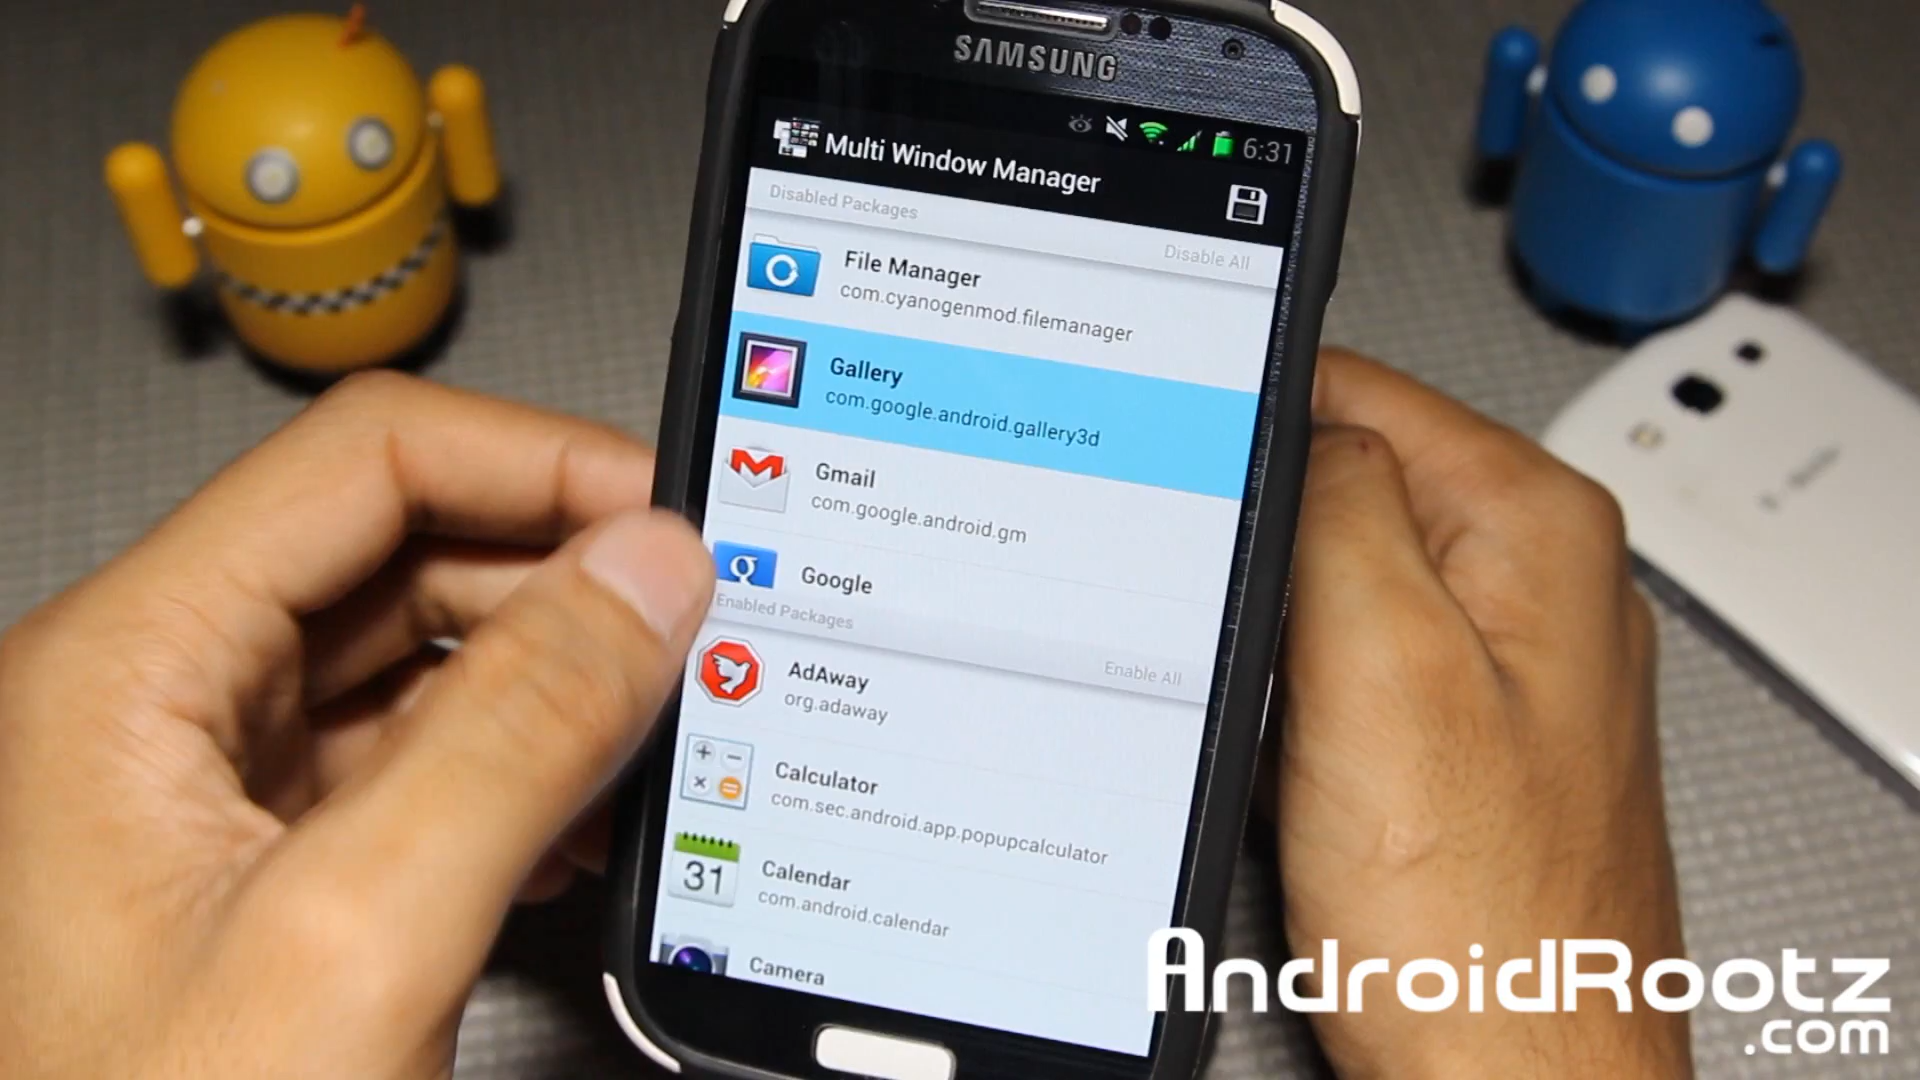 SAMSUNG
6:31
Multi Window Manager
Disabled Packages
Disable All
File Manager
com.cyanogenmod.filemanager
Gallery
com.google.android.gallery3d
Gmail
com.google.android.gm
Google
Enabled Packages
Enable All
AdAway
org.adaway
Calculator
com.sec.android.app.popupcalculator
31
Calendar
com.android.calendar
Camera
AndroidRootz
.com